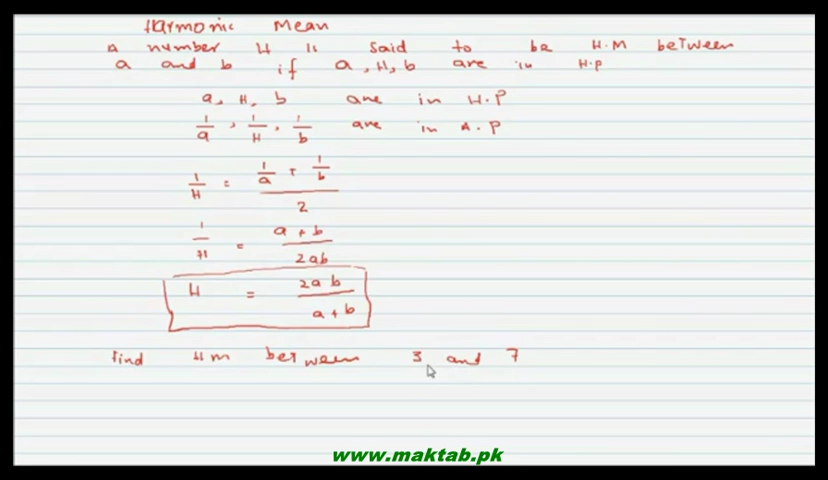 Harmonic Mean
a number H is said to be H.M between
a and b if a, H, b are in H.P
a, H, b are in H.P
1/a, 1/H, 1/b are in A.P
1/H = (1/a + 1/b)/2
1/H = (a+b)/2ab
H = 2ab/(a+b)
find HM between 3 and 7
www.maktab.pk